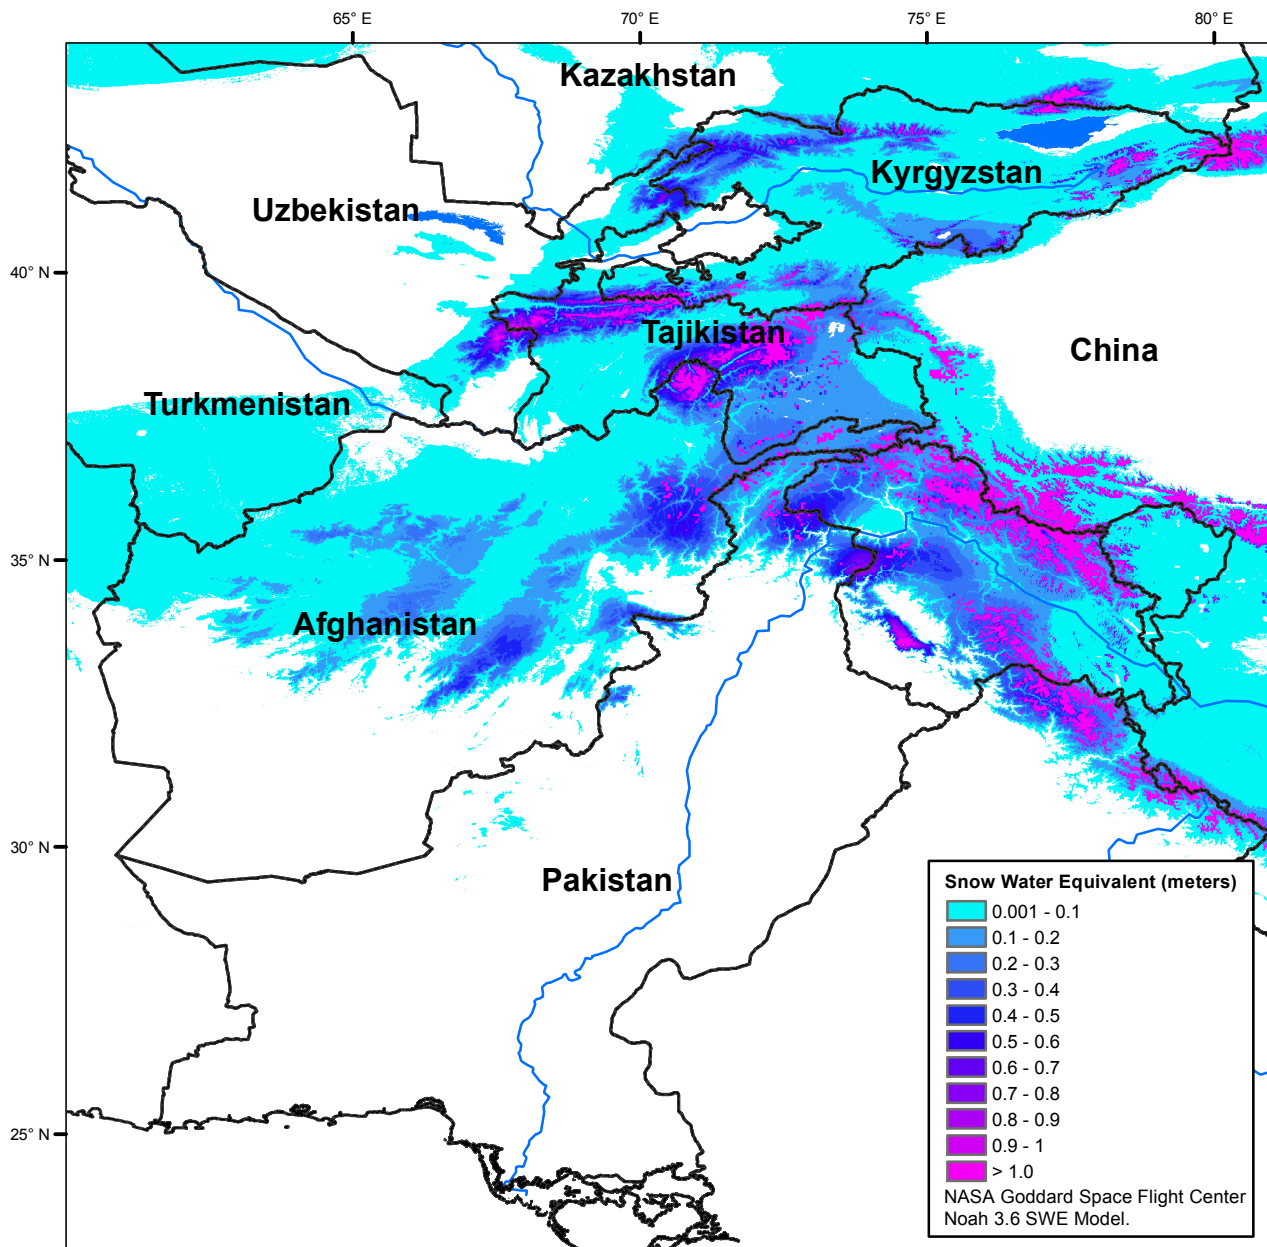 65° E
70° E
75° E
80° E
Kazakhstan
Kyrgyzstan
Uzbekistan
40° N
Tajikistan
China
Turkmenistan
35° N
Afghanistan
30° N
Pakistan
25° N
Snow Water Equivalent (meters)
0.001 - 0.1
0.1 - 0.2
0.2 - 0.3
0.3 - 0.4
0.4 - 0.5
0.5 - 0.6
0.6 - 0.7
0.7 - 0.8
0.8 - 0.9
0.9 - 1
> 1.0
NASA Goddard Space Flight Center
Noah 3.6 SWE Model.